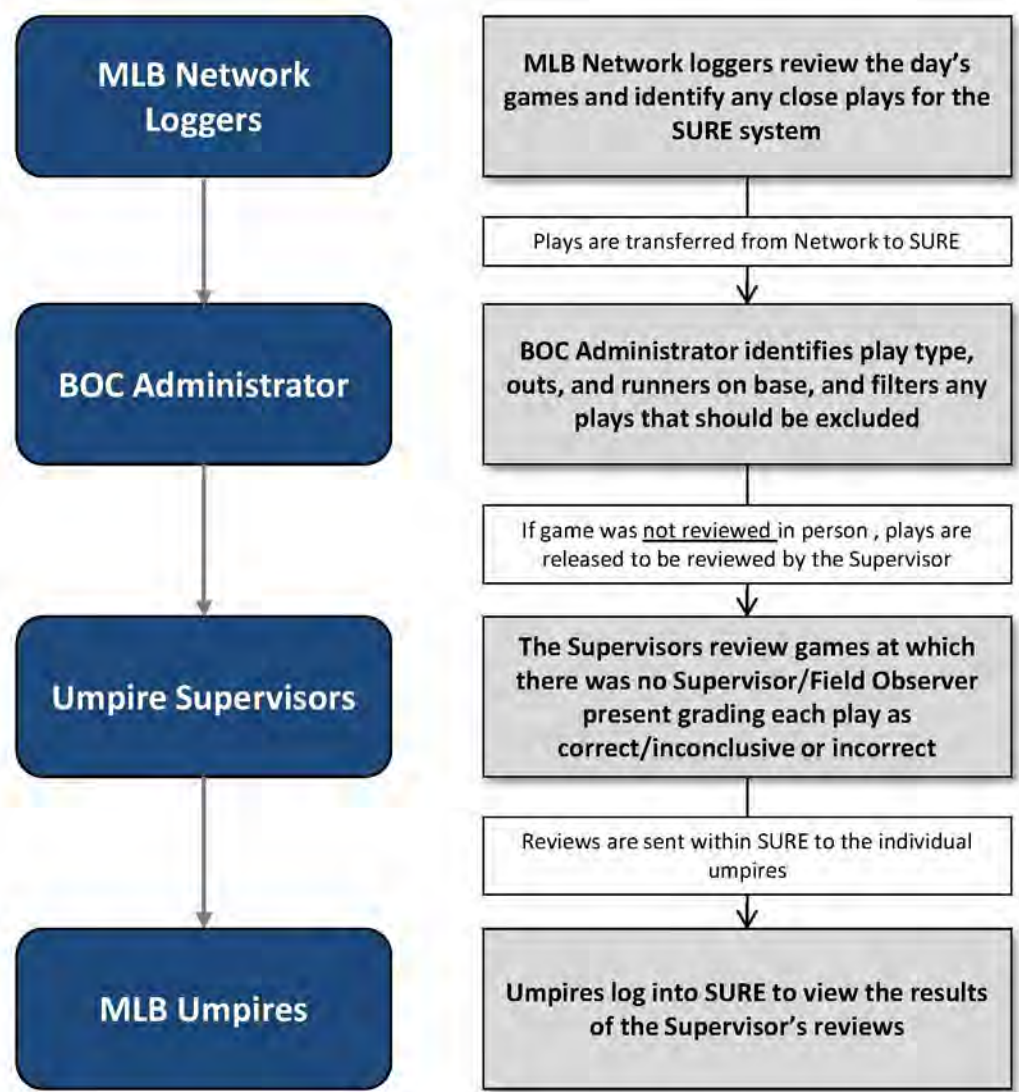 MLB Network
Loggers
MLB Network loggers review the day’s
games and identify any close plays for the
SURE system
Plays are transferred from Network to SURE
BOC Administrator
BOC Administrator identifies play type,
outs, and runners on base, and filters any
plays that should be excluded
If game was not reviewed in person , plays are
released to be reviewed by the Supervisor
Umpire Supervisors
The Supervisors review games at which
there was no Supervisor/Field Observer
present grading each play as
correct/inconclusive or incorrect
Reviews are sent within SURE to the individual
umpires
MLB Umpires
Umpires log into SURE to view the results
of the Supervisor’s reviews